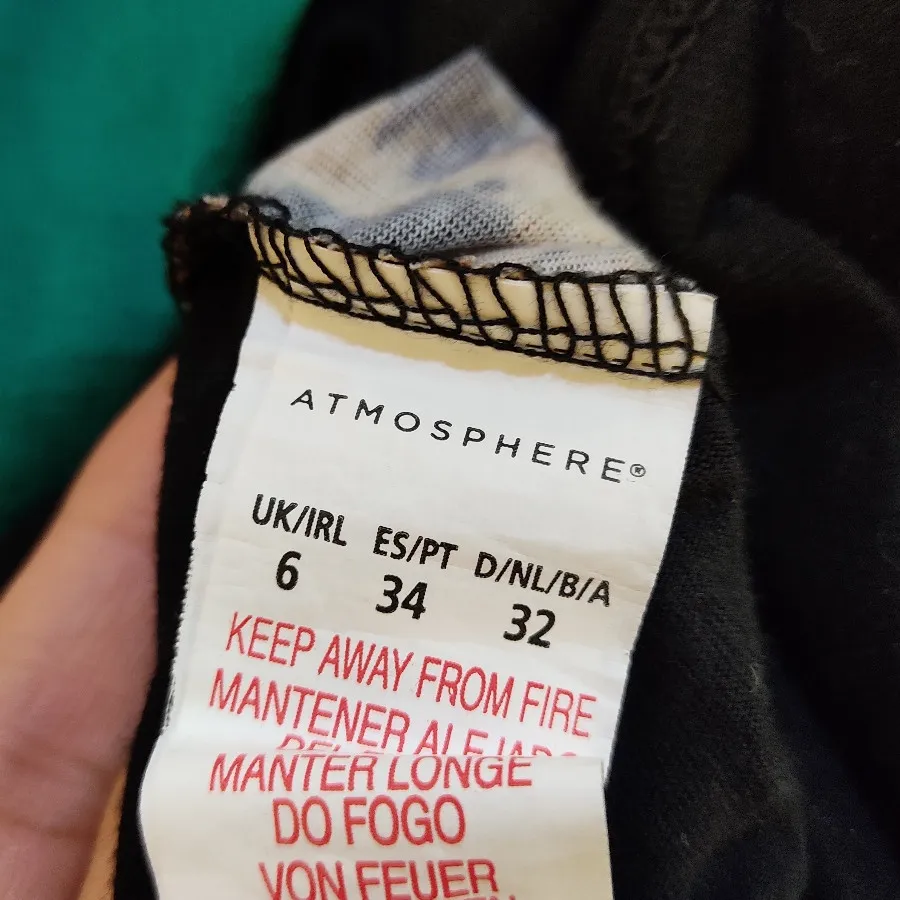 ATMOSPHERE®
UK/IRL ES/PT D/NL/B/A
6 34 32
KEEP AWAY FROM FIRE
MANTENER
MANTER LONGE
DO FOGO
VON FEUER